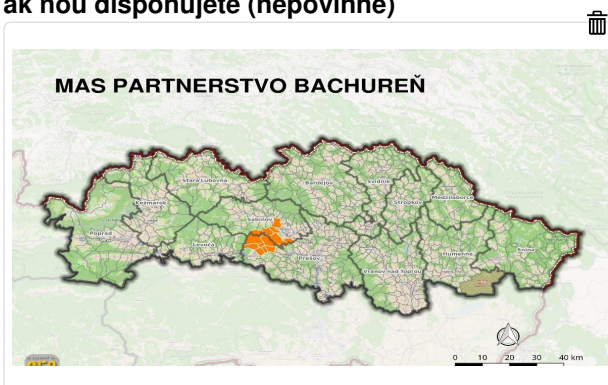 ak ňou disponujete (nepovinné)
MAS PARTNERSTVO BACHUREŇ
Stará Ľubovňa
Bardejov
Svidník
Stropkov
Medzilaborce
Kežmarok
Sabinov
Poprad
Levoča
Prešov
Humenné
Snina
Vranov nad Topľou
0 10 20 30 40 km